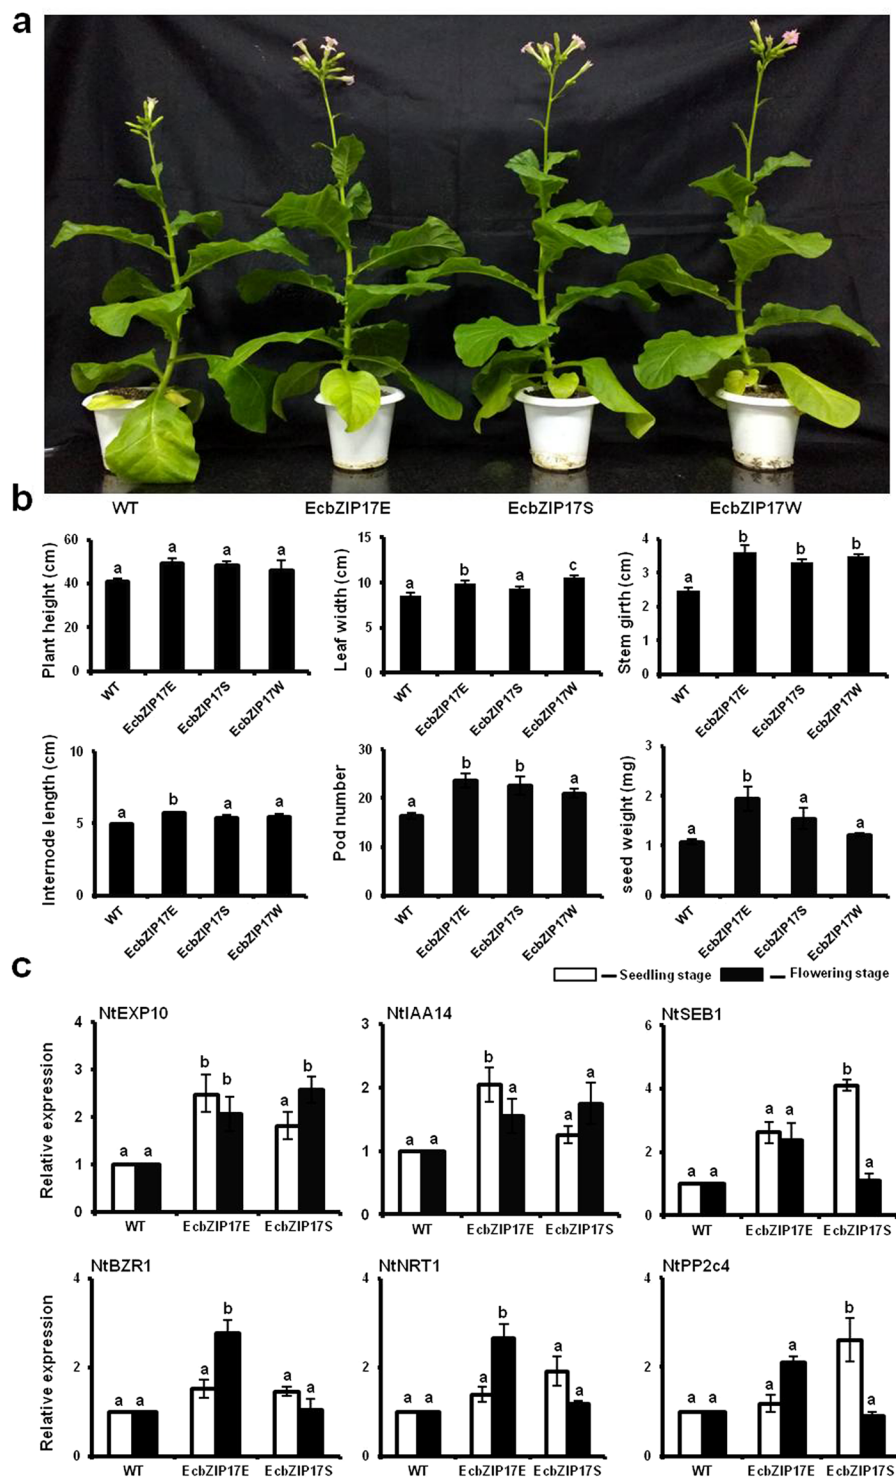 a
WT EcbZIP17E EcbZIP17S EcbZIP17W
b
Plant height (cm)
60
40
20
0
a a a a
WT EcbZIP17E EcbZIP17S EcbZIP17W
Leaf width (cm)
15
10
5
0
a b a c
WT EcbZIP17E EcbZIP17S EcbZIP17W
Stem girth (cm)
4
3
2
1
0
a b b b
WT EcbZIP17E EcbZIP17S EcbZIP17W
Internode length (cm)
10
5
0
a b a a
WT EcbZIP17E EcbZIP17S EcbZIP17W
Pod number
30
20
10
0
a b b a
WT EcbZIP17E EcbZIP17S EcbZIP17W
seed weight (mg)
3
2
1
0
a b a a
WT EcbZIP17E EcbZIP17S EcbZIP17W
c
Seedling stage Flowering stage
NtEXP10
Relative expression
4
3
2
1
0
a a b b a b
WT EcbZIP17E EcbZIP17S
NtIAA14
3
2
1
0
a a b a a a
WT EcbZIP17E EcbZIP17S
NtSEB1
6
4
2
0
a a a a b a
WT EcbZIP17E EcbZIP17S
NtBZR1
Relative expression
4
2
0
a a a b a a
WT EcbZIP17E EcbZIP17S
NtNRT1
4
2
0
a a a b a a
WT EcbZIP17E EcbZIP17S
NtPP2c4
4
2
0
a a a a b a
WT EcbZIP17E EcbZIP17S